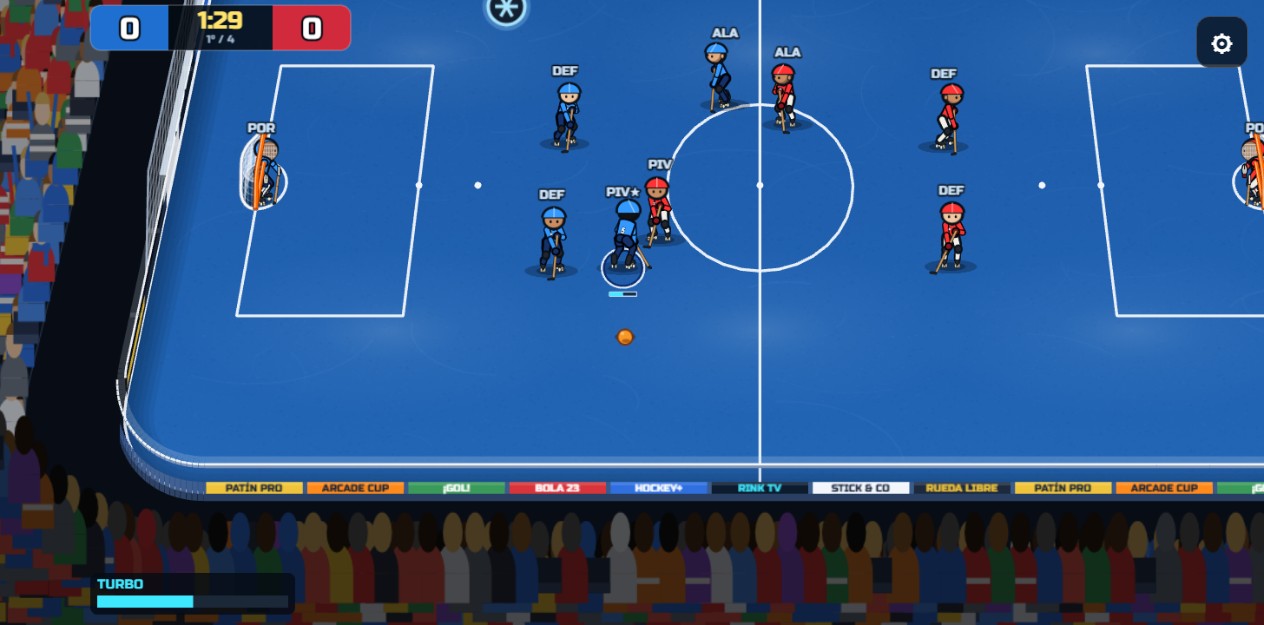 0
1:29
1º / 4
0
ALA
ALA
DEF
DEF
POR
PO
PIV
DEF
PIV★
DEF
5
PATÍN PRO
ARCADE CUP
¡GOL!
BOLA 23
HOCKEY+
RINK TV
STICK & CO
RUEDA LIBRE
PATÍN PRO
ARCADE CUP
¡G
TURBO